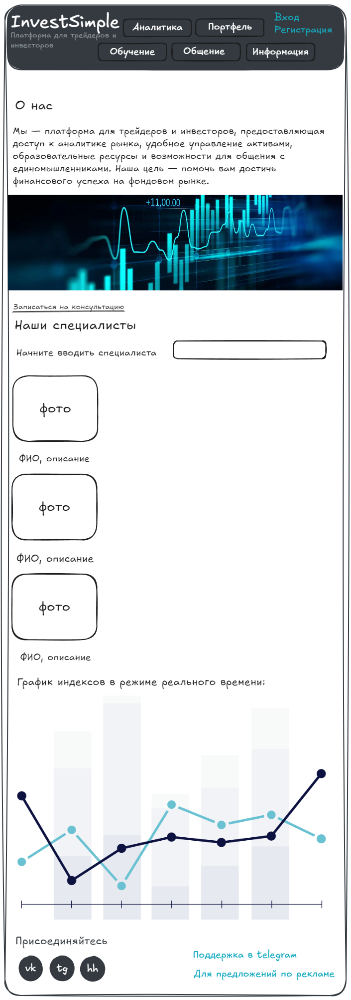 InvestSimple
Платформа для трейдеров и
инвесторов
Аналитика
Портфель
Вход
Регистрация
Обучение
Общение
Информация
О нас
Мы — платформа для трейдеров и инвесторов, предоставляющая
доступ к аналитике рынка, удобное управление активами,
образовательные ресурсы и возможности для общения с
единомышленниками. Наша цель — помочь вам достичь
финансового успеха на фондовом рынке.
+11,00.00
Записаться на консультацию
Наши специалисты
Начните вводить специалиста
фото
ФИО, описание
фото
ФИО, описание
фото
ФИО, описание
График индексов в режиме реального времени:
Присоединяйтесь
vk
tg
hh
Поддержка в telegram
Для предложений по рекламе